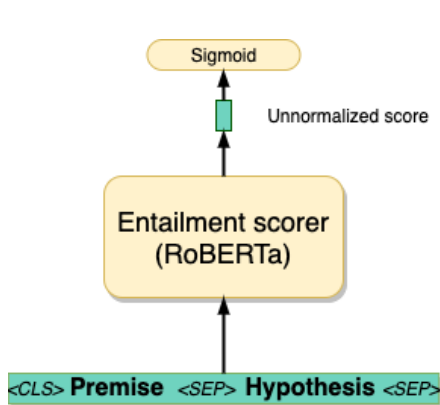 Sigmoid
Unnormalized score
Entailment scorer
(RoBERTa)
<CLS> Premise <SEP> Hypothesis <SEP>